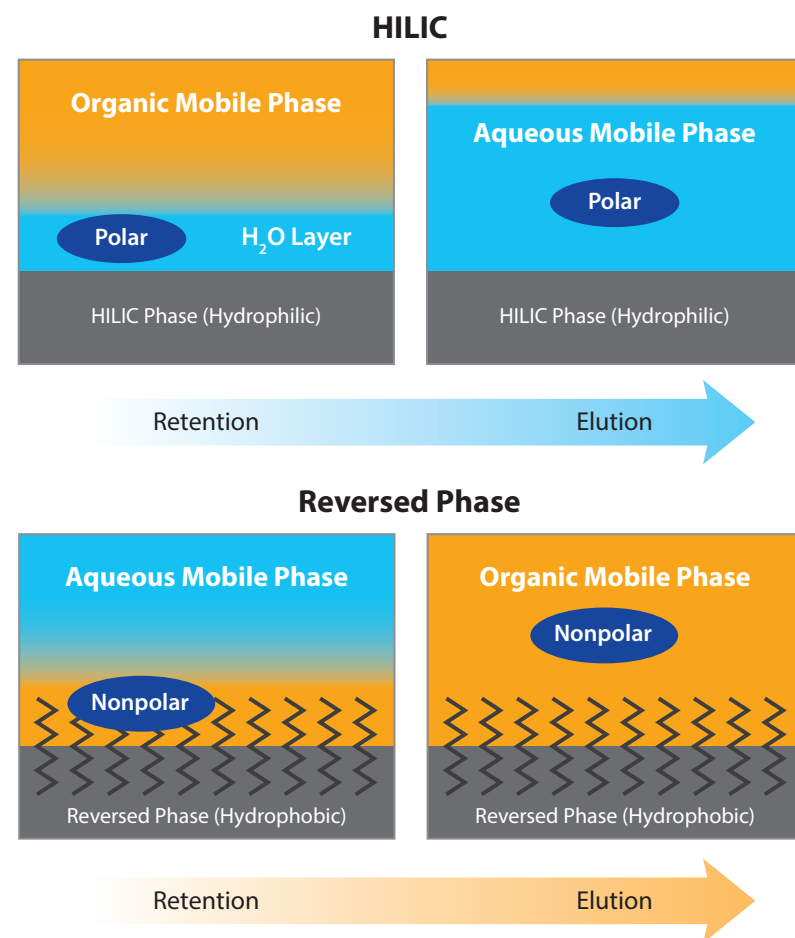 HILIC
Organic Mobile Phase
Polar
H₂O Layer
HILIC Phase (Hydrophilic)
Aqueous Mobile Phase
Polar
HILIC Phase (Hydrophilic)
Retention
Elution
Reversed Phase
Aqueous Mobile Phase
Nonpolar
Reversed Phase (Hydrophobic)
Organic Mobile Phase
Nonpolar
Reversed Phase (Hydrophobic)
Retention
Elution